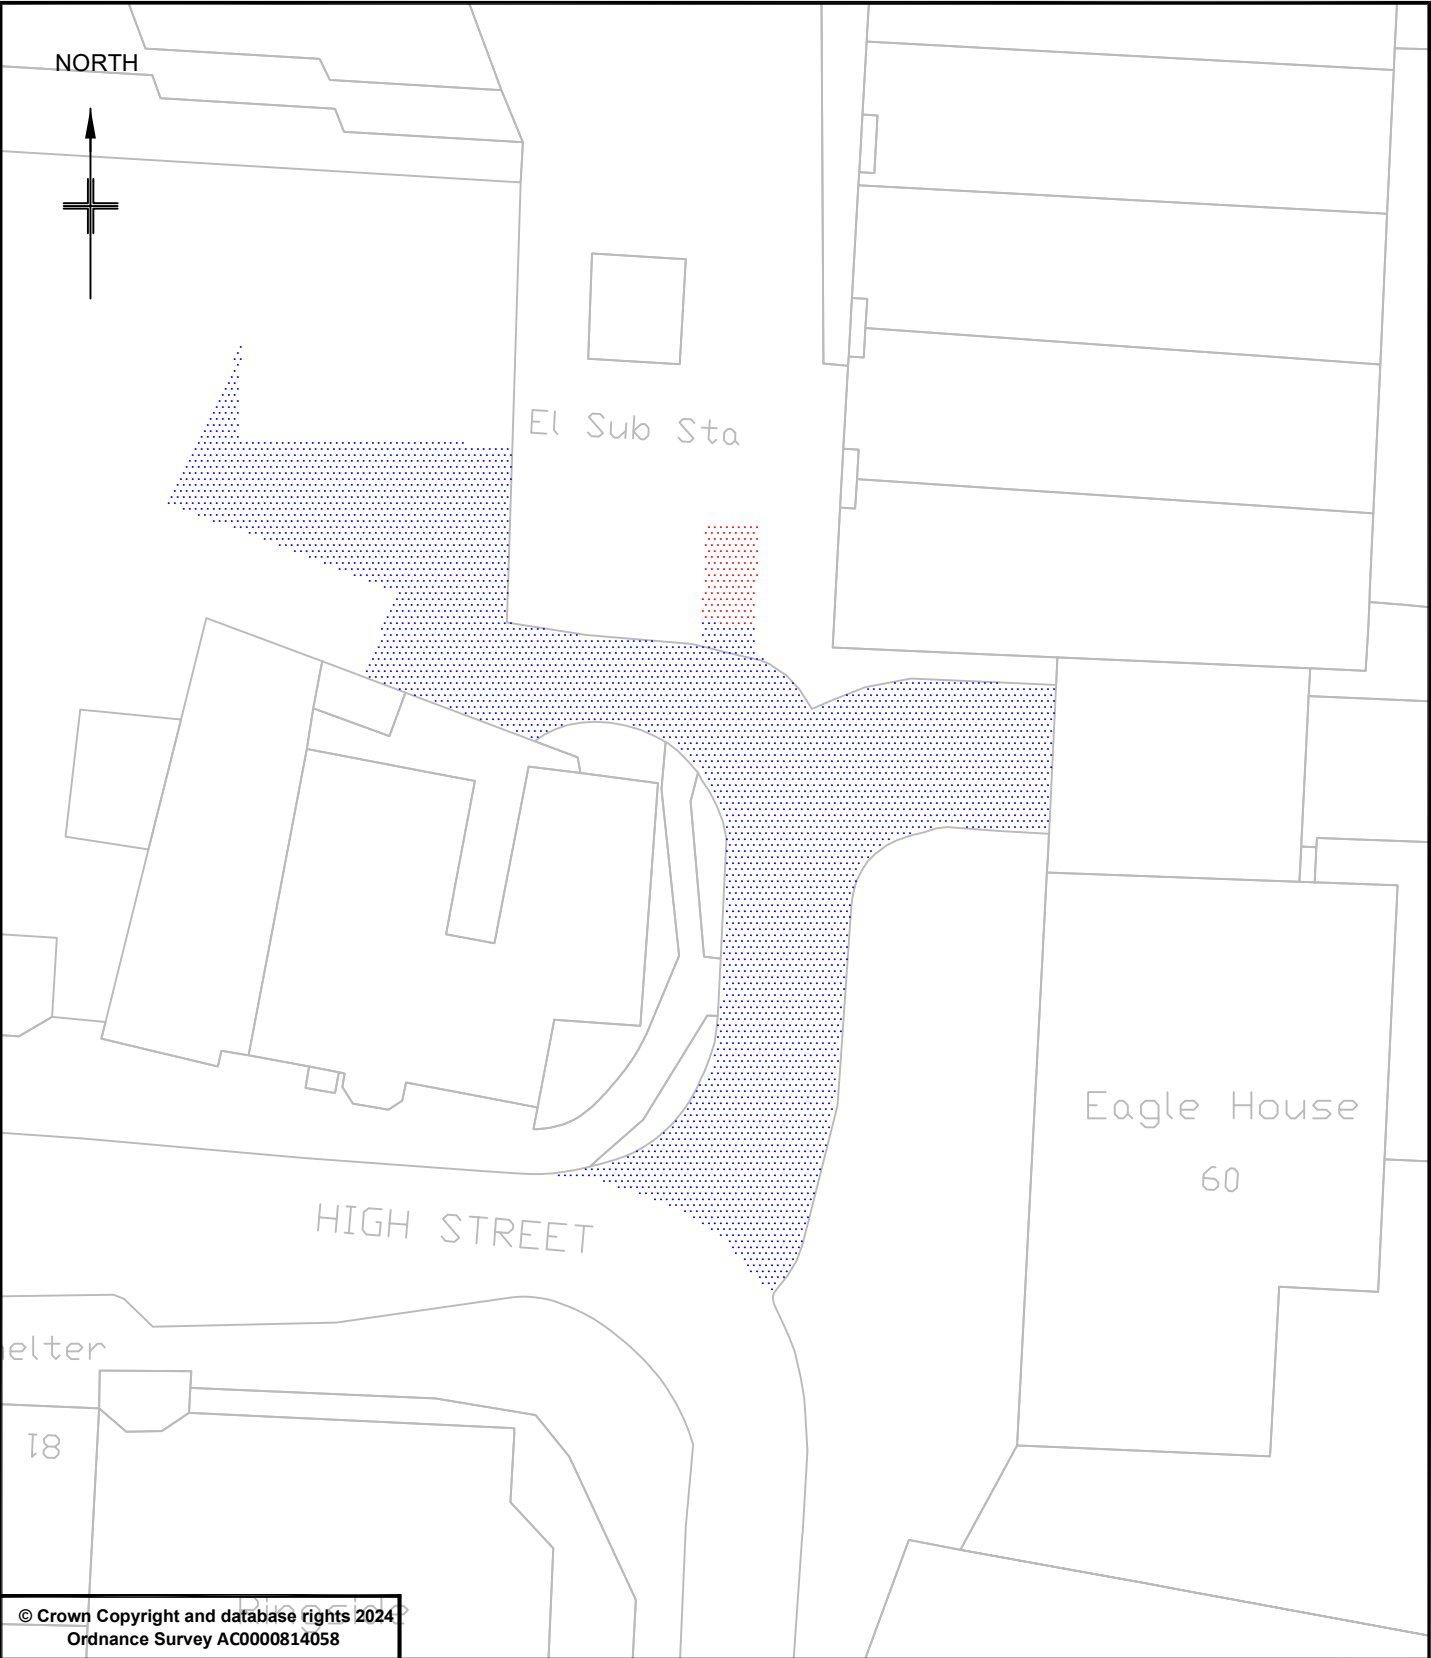 NORTH
El Sub Sta
Eagle House
60
HIGH STREET
elter
18
Ringside
© Crown Copyright and database rights 2024
Ordnance Survey AC0000814058